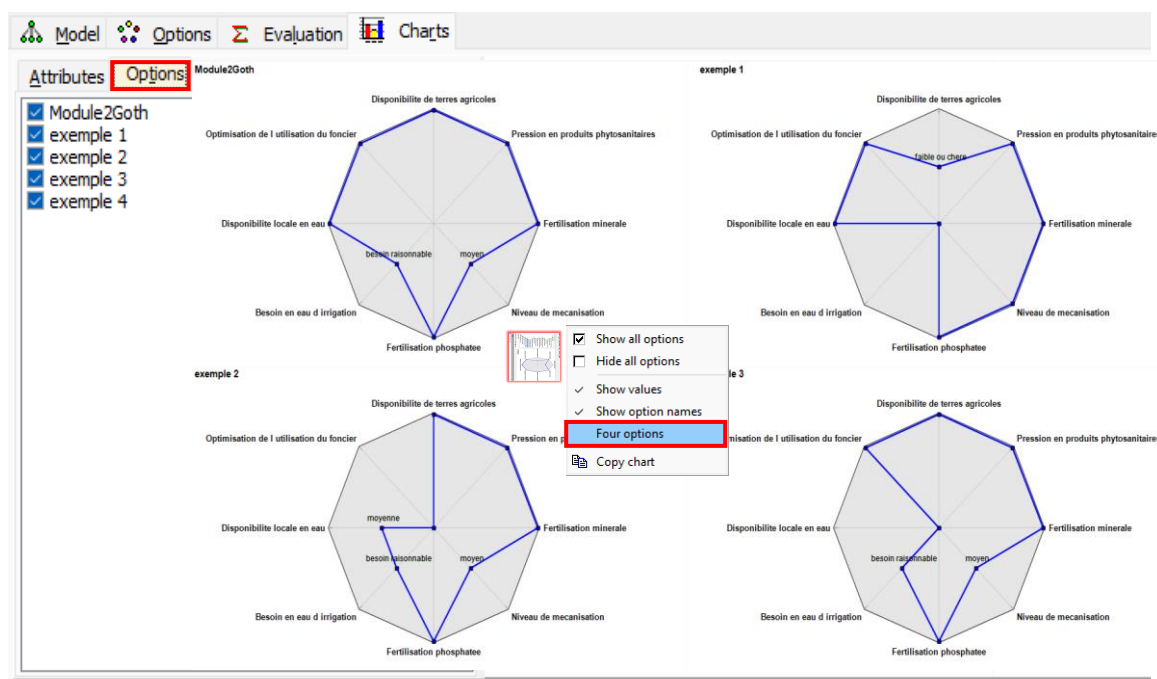 Model Options Evaluation Charts
Attributes Options
Module2Goth
exemple 1
exemple 2
exemple 3
exemple 4
Module2Goth
Disponibilite de terres agricoles
Optimisation de l utilisation du foncier
Pression en produits phytosanitaires
Disponibilite locale en eau
Fertilisation minerale
besoin raisonnable
moyen
Besoin en eau d irrigation
Niveau de mecanisation
Fertilisation phosphatee
exemple 1
Disponibilite de terres agricoles
Optimisation de l utilisation du foncier
Pression en produits phytosanitaire
faible ou chere
Disponibilite locale en eau
Fertilisation minerale
Besoin en eau d irrigation
Niveau de mecanisation
Fertilisation phosphatee
Show all options
Hide all options
Show values
Show option names
Four options
Copy chart
exemple 2
Disponibilite de terres agricoles
Optimisation de l utilisation du foncier
Pression en p
moyenne
Disponibilite locale en eau
Fertilisation minerale
besoin raisonnable
moyen
Besoin en eau d irrigation
Niveau de mecanisation
Fertilisation phosphatee
le 3
Disponibilite de terres agricoles
misation de l utilisation du foncier
Pression en produits phytosanitaire
Disponibilite locale en eau
Fertilisation minerale
besoin raisonnable
moyen
Besoin en eau d irrigation
Niveau de mecanisation
Fertilisation phosphatee